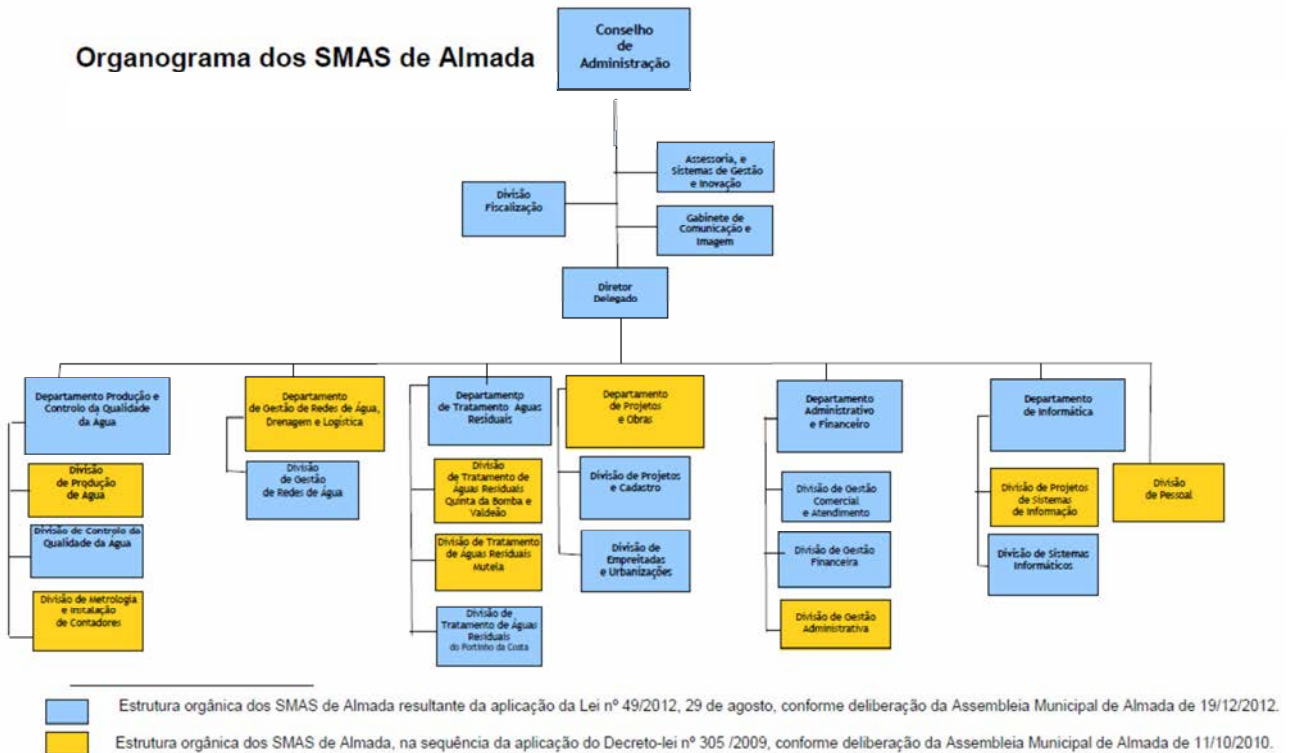 Organograma dos SMAS de Almada
Conselho
de
Administração
Assessoria, e
Sistemas de Gestão
e Inovação
Divisão
Fiscalização
Gabinete de
Comunicação e
Imagem
Diretor
Delegado
Departamento Produção e
Controlo da Qualidade
da Agua
Divisão
de Produção
de Agua
Divisão de Controlo da
Qualidade da Água
Divisão de Metrologia
e Instalação
de Contadores
Departamento
de Gestão de Redes de Água,
Drenagem e Logística
Divisão
de Gestão
de Redes de Água
Departamento
de Tratamento Aguas
Residuais
Divisão
de Tratamento de
Águas Residuais
Quinta da Bomba e
Valdeão
Divisão de Tratamento
de Águas Residuais
Mutela
Divisão de
Tratamento de Águas
Residuais
do Portinho da Costa
Departamento
de Projetos
e Obras
Divisão de Projetos
e Cadastro
Divisão de
Empreitadas
e Urbanizações
Departamento
Administrativo
e Financeiro
Divisão de Gestão
Comercial
e Atendimento
Divisão de Gestão
Financeira
Divisão de Gestão
Administrativa
Departamento
de Informática
Divisão de Projetos
de Sistemas
de Informação
Divisão de Sistemas
Informáticos
Divisão
de Pessoal
Estrutura orgânica dos SMAS de Almada resultante da aplicação da Lei nº 49/2012, 29 de agosto, conforme deliberação da Assembleia Municipal de Almada de 19/12/2012.
Estrutura orgânica dos SMAS de Almada, na sequência da aplicação do Decreto-lei nº 305 /2009, conforme deliberação da Assembleia Municipal de Almada de 11/10/2010.